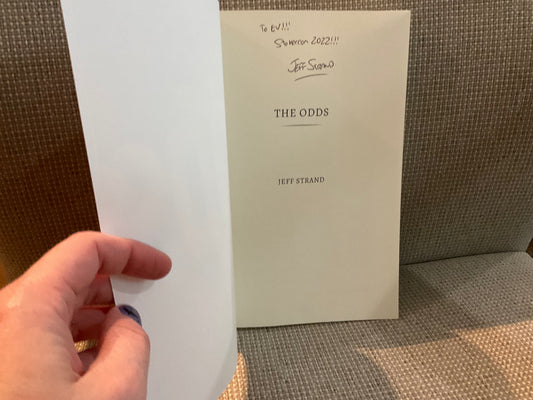 To EV!!!
Stokercon 2022!!!
Jeff Strand
THE ODDS
JEFF STRAND